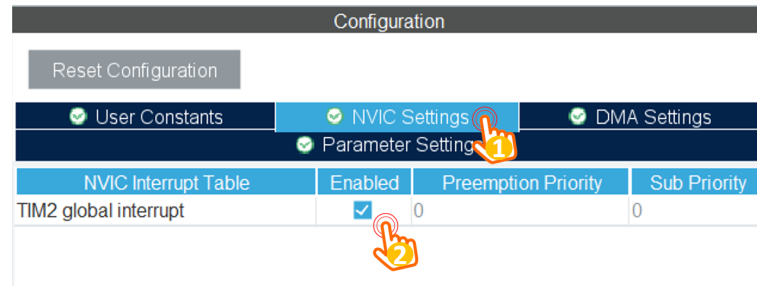 Configuration
Reset Configuration
User Constants NVIC Settings DMA Settings
1
Parameter Setting
NVIC Interrupt Table Enabled Preemption Priority Sub Priority
TIM2 global interrupt 0 0
2